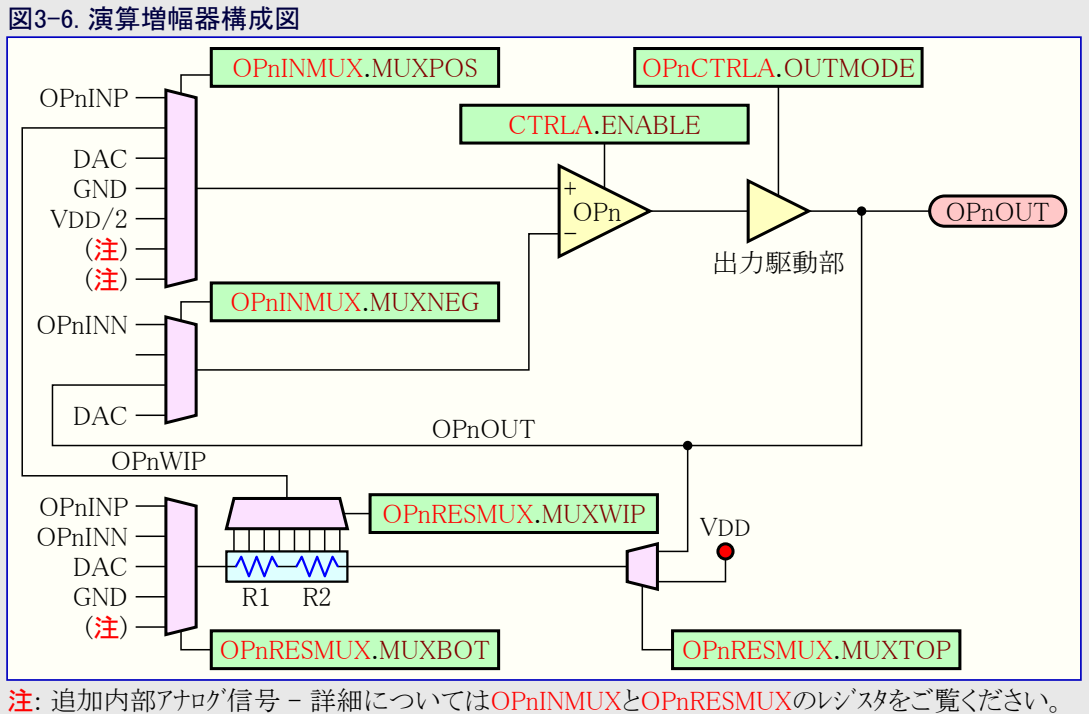 図3-6. 演算増幅器構成図
OPnINMUX.MUXPOS
OPnCTRLA.OUTMODE
OPnINP
CTRLA.ENABLE
DAC
GND
VDD/2
(注)
(注)
+
OPn
−
OPnOUT
出力駆動部
OPnINMUX.MUXNEG
OPnINN
DAC
OPnOUT
OPnWIP
OPnINP
OPnINN
DAC
GND
(注)
OPnRESMUX.MUXWIP
VDD
R1 R2
OPnRESMUX.MUXBOT
OPnRESMUX.MUXTOP
注: 追加内部アナログ信号 − 詳細についてはOPnINMUXとOPnRESMUXのレジスタをご覧ください。